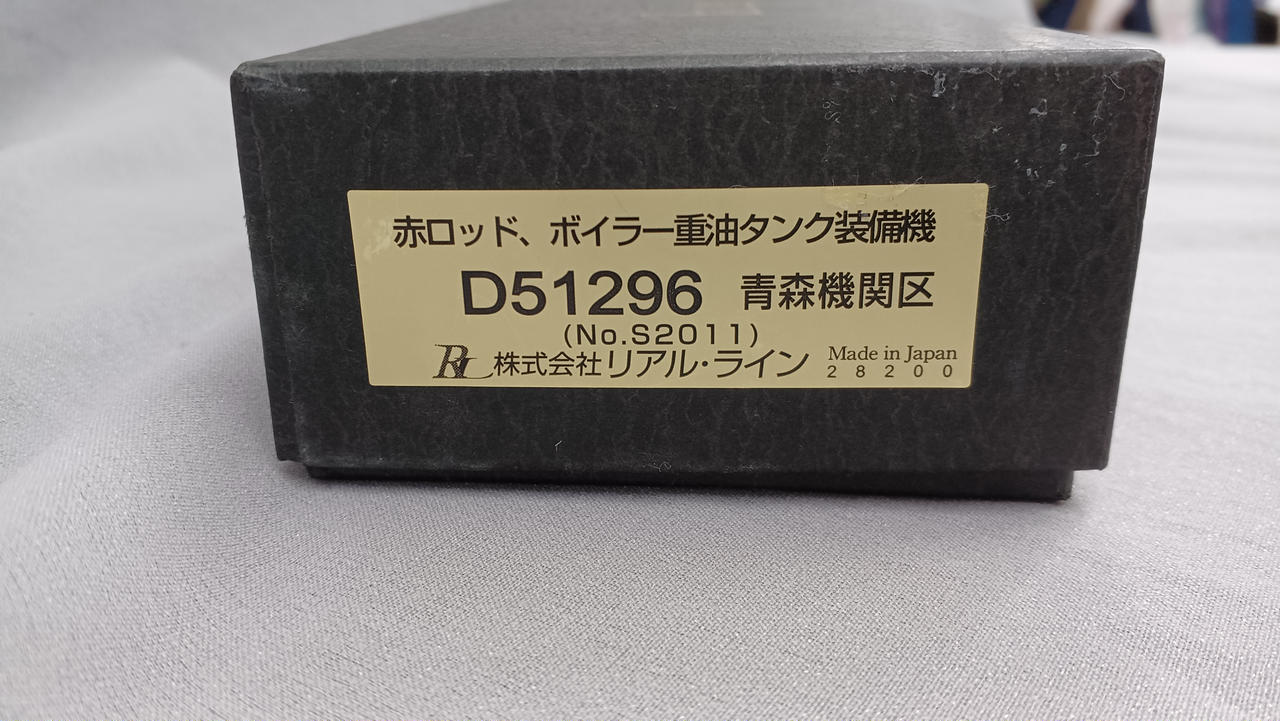 赤ロッド、ボイラー重油タンク装備機
D51296 青森機関区
(No.S2011)
RL 株式会社リアル・ライン Made in Japan
28200